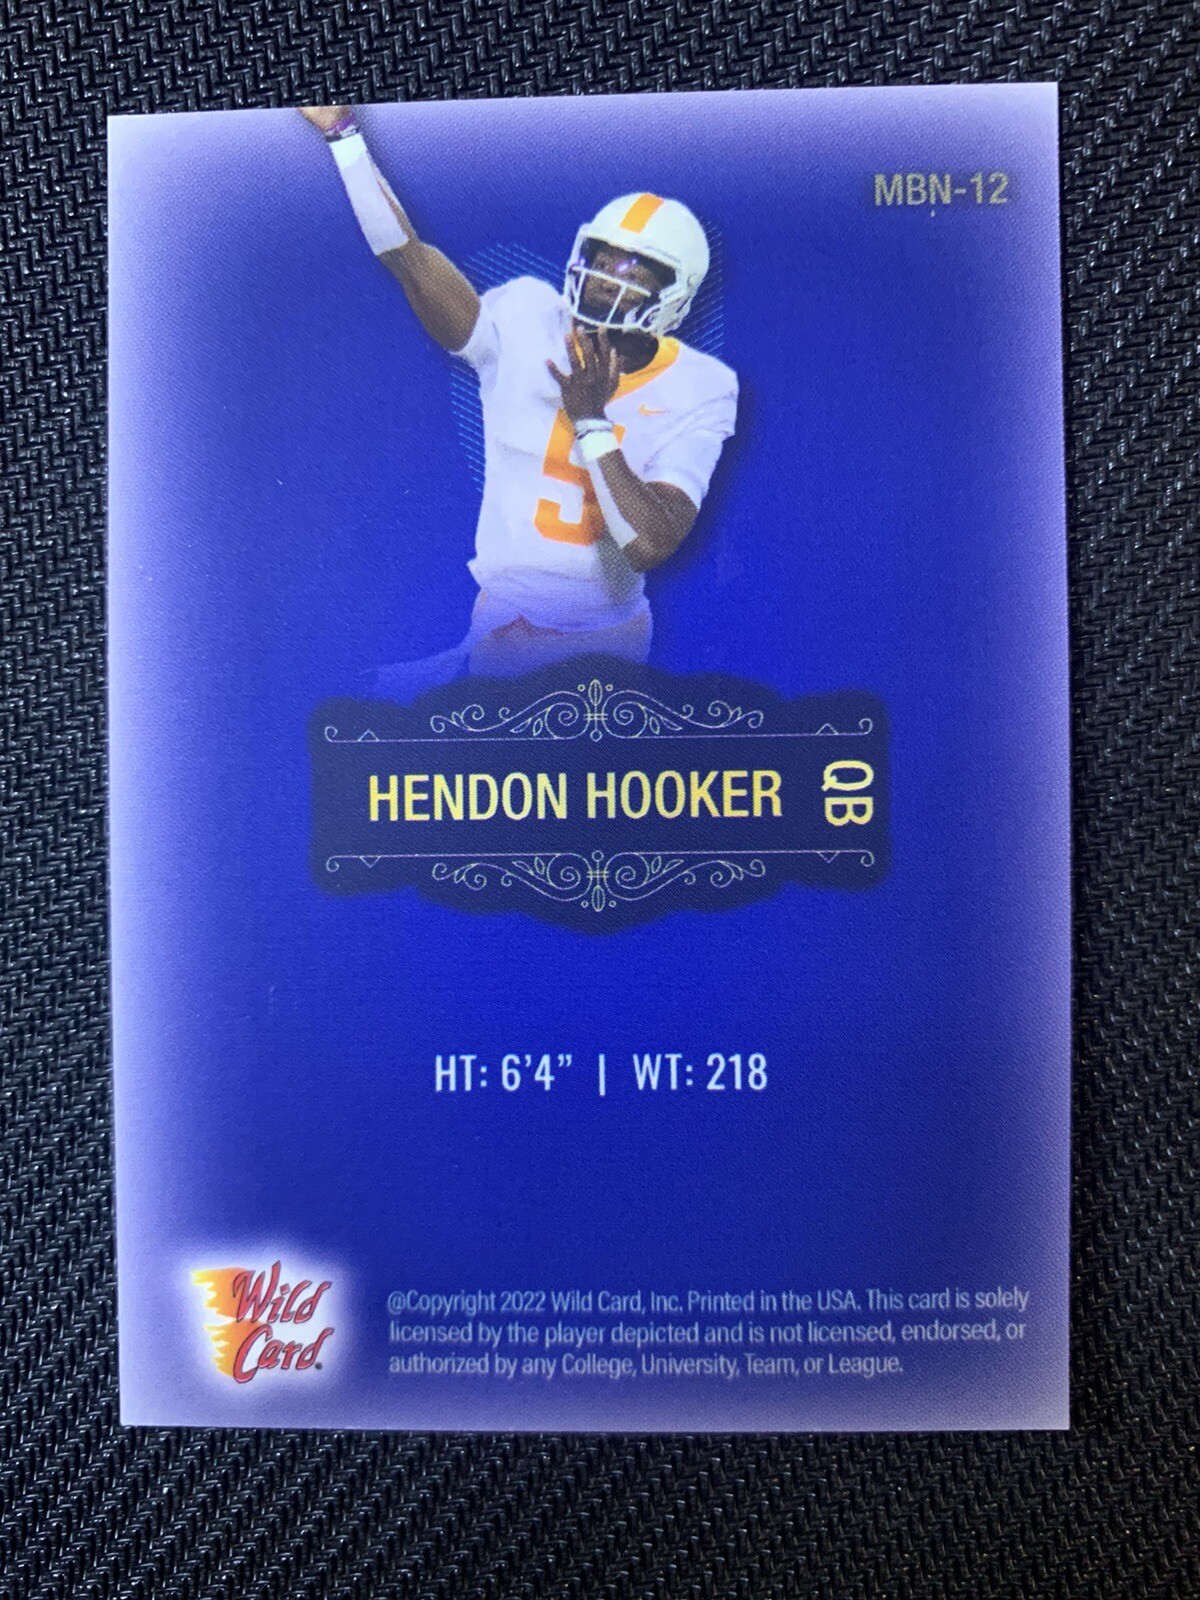 MBN-12
5
HENDON HOOKER
QB
HT: 6'4” | WT: 218
Wild
Card
@Copyright 2022 Wild Card, Inc. Printed in the USA. This card is solely
licensed by the player depicted and is not licensed, endorsed, or
authorized by any College, University, Team, or League.